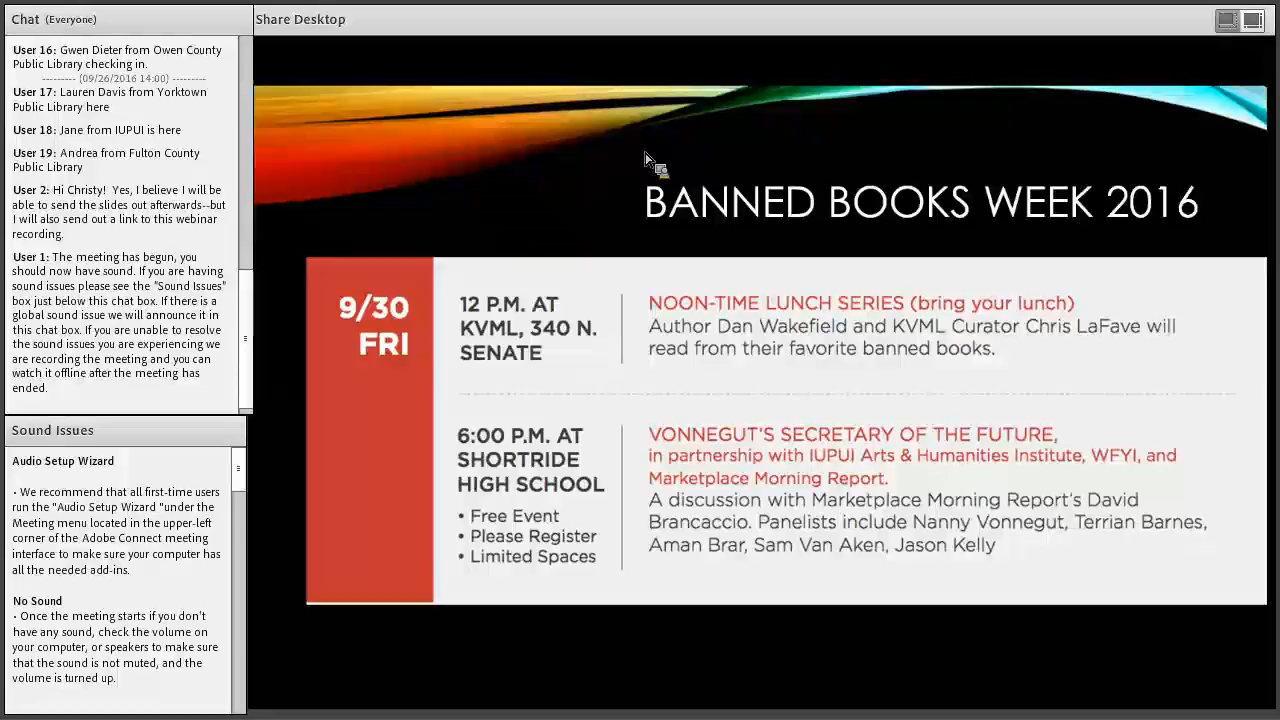 Chat (Everyone)
User 16: Gwen Dieter from Owen County
Public Library checking in.
--------- (09/26/2016 14:00) ---------
User 17: Lauren Davis from Yorktown
Public Library here
User 18: Jane from IUPUI is here
User 19: Andrea from Fulton County
Public Library
User 2: Hi Christy!  Yes, I believe I will be
able to send the slides out afterwards--but
I will also send out a link to this webinar
recording.
User 1: The meeting has begun, you
should now have sound. If you are having
sound issues please see the "Sound Issues"
box just below this chat box. If there is a
global sound issue we will announce it in
this chat box. If you are unable to resolve
the sound issues you are experiencing we
are recording the meeting and you can
watch it offline after the meeting has
ended.
Sound Issues
Audio Setup Wizard
• We recommend that all first-time users
run the "Audio Setup Wizard "under the
Meeting menu located in the upper-left
corner of the Adobe Connect meeting
interface to make sure your computer has
all the needed add-ins.
No Sound
• Once the meeting starts if you don't
have any sound, check the volume on
your computer, or speakers to make sure
that the sound is not muted, and the
volume is turned up.
Share Desktop
BANNED BOOKS WEEK 2016
9/30
FRI
12 P.M. AT
KVML, 340 N.
SENATE
NOON-TIME LUNCH SERIES (bring your lunch)
Author Dan Wakefield and KVML Curator Chris LaFave will
read from their favorite banned books.
6:00 P.M. AT
SHORTRIDE
HIGH SCHOOL
• Free Event
• Please Register
• Limited Spaces
VONNEGUT'S SECRETARY OF THE FUTURE,
in partnership with IUPUI Arts & Humanities Institute, WFYI, and
Marketplace Morning Report.
A discussion with Marketplace Morning Report's David
Brancaccio. Panelists include Nanny Vonnegut, Terrian Barnes,
Aman Brar, Sam Van Aken, Jason Kelly